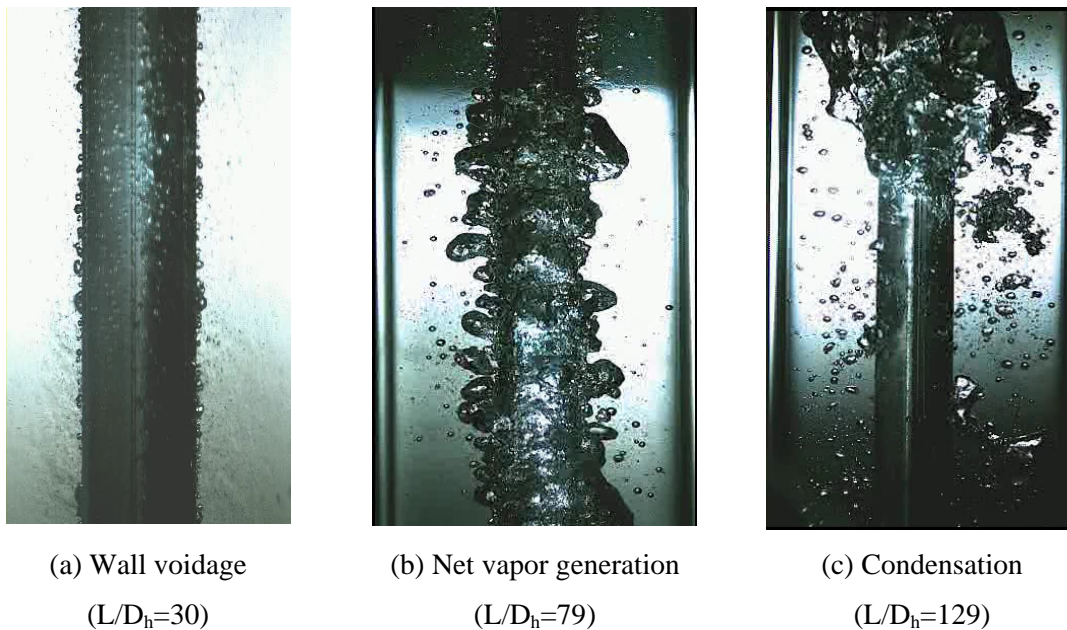 (a) Wall voidage
(L/Dₕ=30)
(b) Net vapor generation
(L/Dₕ=79)
(c) Condensation
(L/Dₕ=129)